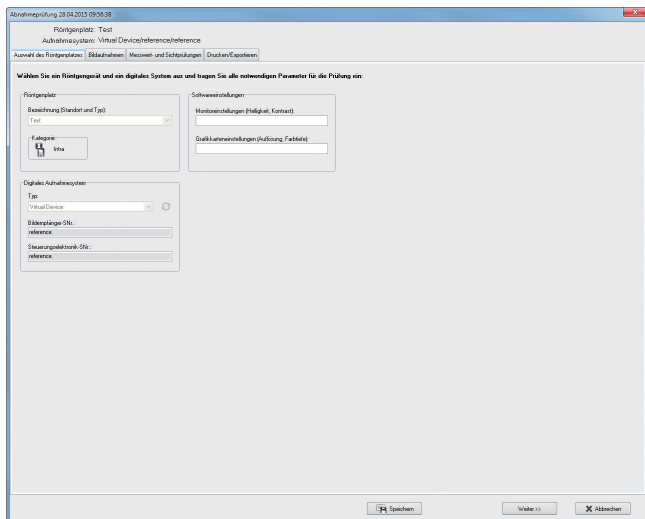 Abnahmeprüfung 28.04.2015 09:56:38
Röntgenplatz: Test
Aufnahmesystem: Virtual Device/reference/reference
Auswahl des Röntgenplatzes Bildaufnahmen Messwert- und Sichtprüfungen Drucken/Exportieren
Wählen Sie ein Röntgengerät und ein digitales System aus und tragen Sie alle notwendigen Parameter für die Prüfung ein:
Röntgenplatz
Bezeichnung (Standort und Typ):
Test
Kategorie
Intra
Softwareeinstellungen
Monitoreinstellungen (Helligkeit, Kontrast):
Grafikkarteneinstellungen (Auflösung, Farbtiefe):
Digitales Aufnahmesystem
Typ:
Virtual Device
Bildempfänger-SNr.:
reference
Steuerungselektronik-SNr.:
reference
Speichern Weiter >> Abbrechen